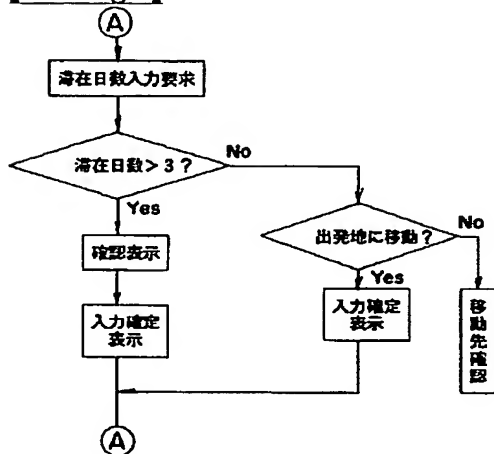 A
滞在日数入力要求
滞在日数>3?
No
Yes
出発地に移動?
No
確認表示
Yes
入力確定
表示
入力確定
表示
移動先確認
A